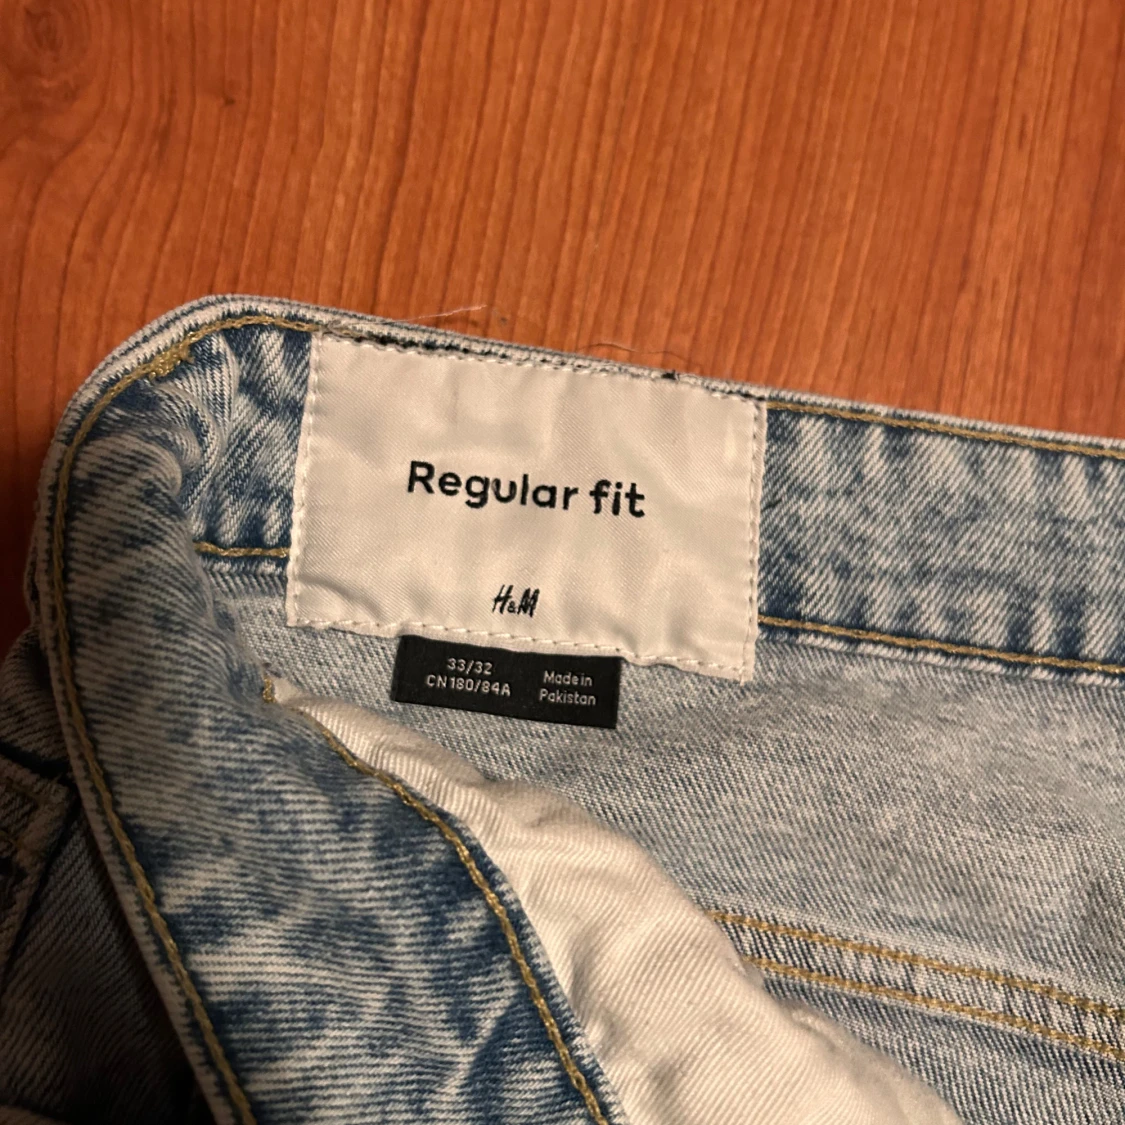 Regular fit
H&M
33/32
CN180/84A
Made in
Pakistan